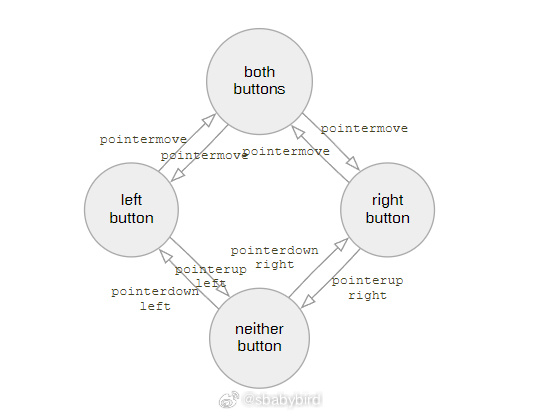 both
buttons
pointermove
pointermove
pointermove
pointermove
left
button
right
button
pointerdown
right
pointerup
left
pointerup
right
pointerdown
left
neither
button
@sbabybird